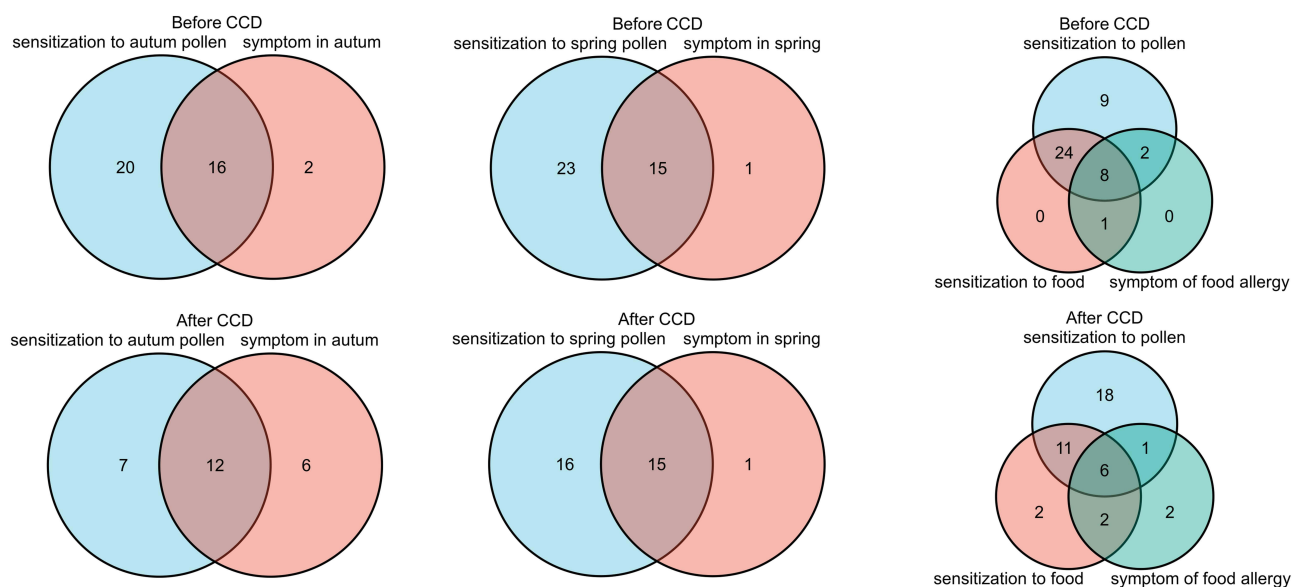 Before CCD
sensitization to autum pollen symptom in autum
20 16 2
Before CCD
sensitization to spring pollen symptom in spring
23 15 1
Before CCD
sensitization to pollen
9
24 2
8
0 1 0
sensitization to food symptom of food allergy
After CCD
sensitization to autum pollen symptom in autum
7 12 6
After CCD
sensitization to spring pollen symptom in spring
16 15 1
After CCD
sensitization to pollen
18
11 1
6
2 2 2
sensitization to food symptom of food allergy